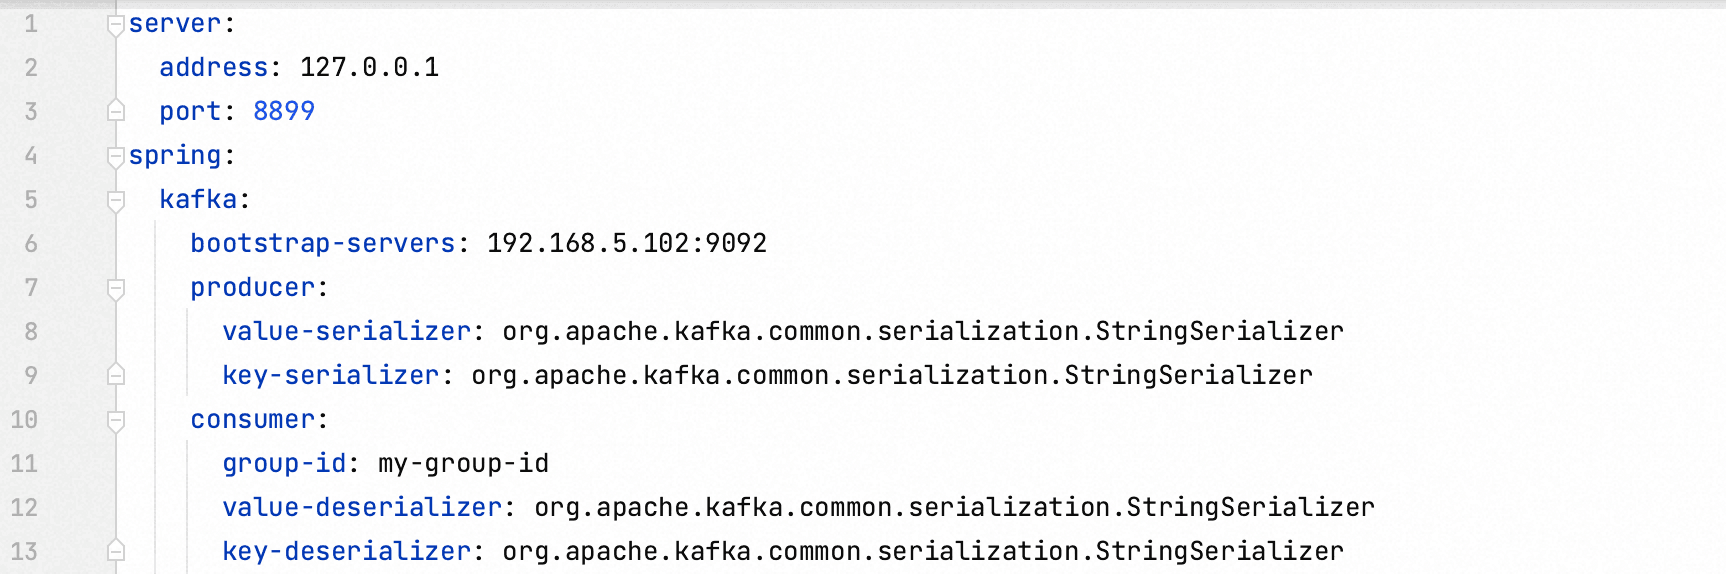 1 server:
2 address: 127.0.0.1
3 port: 8899
4 spring:
5 kafka:
6 bootstrap-servers: 192.168.5.102:9092
7 producer:
8 value-serializer: org.apache.kafka.common.serialization.StringSerializer
9 key-serializer: org.apache.kafka.common.serialization.StringSerializer
10 consumer:
11 group-id: my-group-id
12 value-deserializer: org.apache.kafka.common.serialization.StringSerializer
13 key-deserializer: org.apache.kafka.common.serialization.StringSerializer